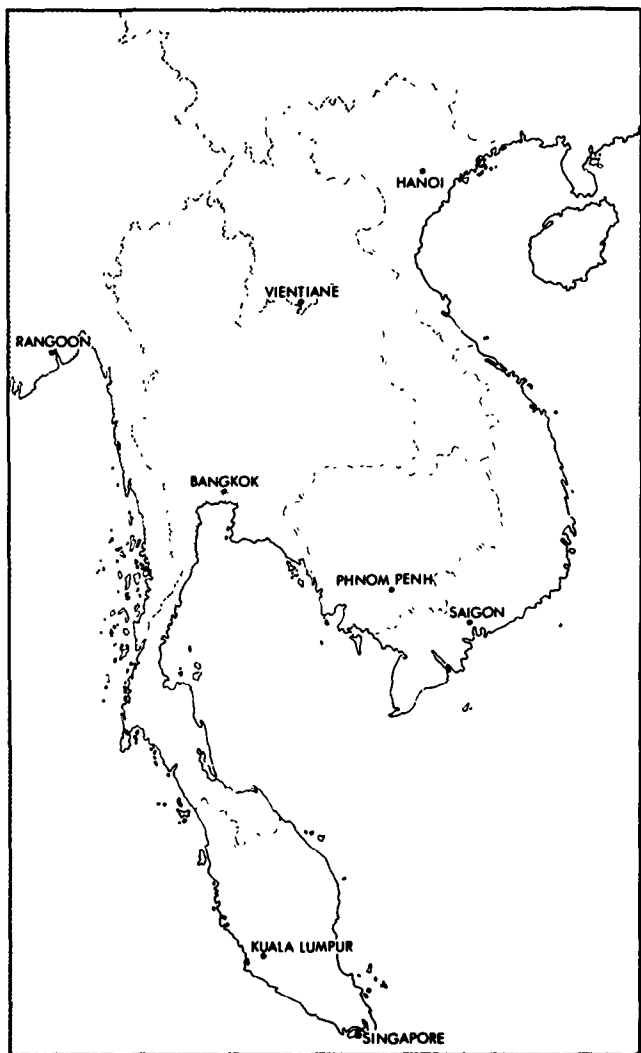 HANOI
VIENTIANE
RANGOON
BANGKOK
PHNOM PENH
SAIGON
KUALA LUMPUR
SINGAPORE